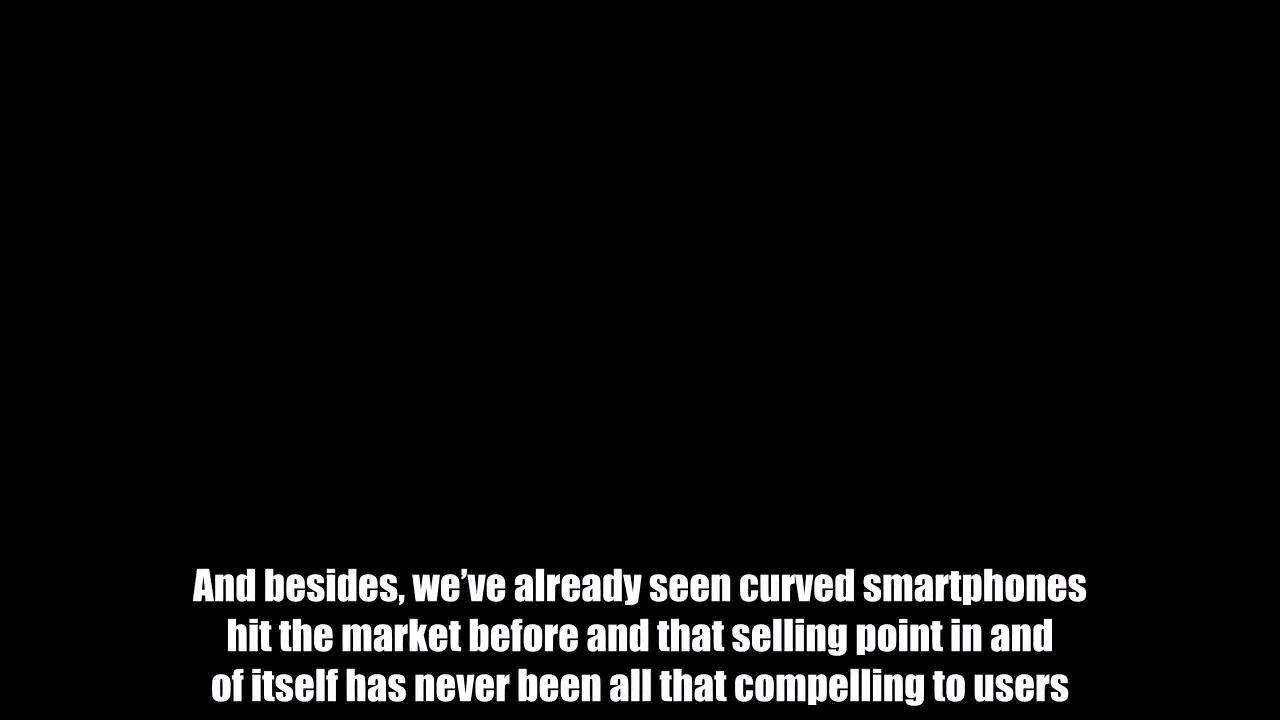 And besides, we’ve already seen curved smartphones
hit the market before and that selling point in and
of itself has never been all that compelling to users